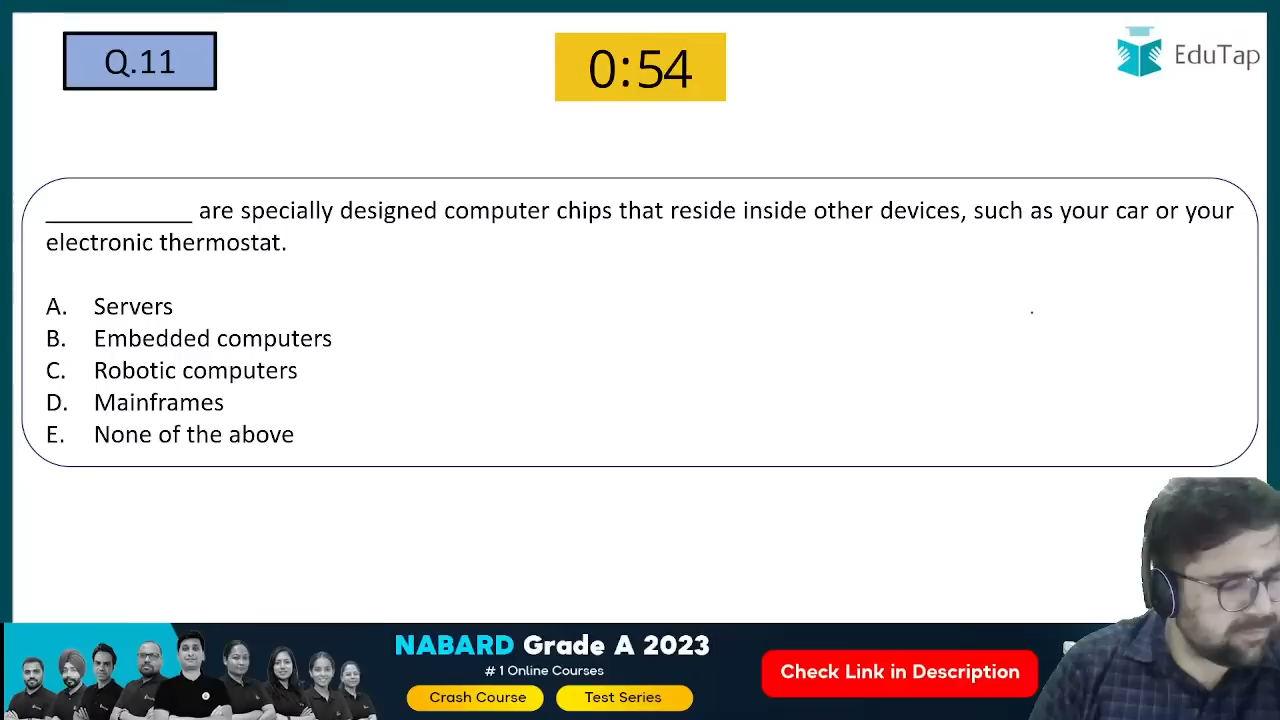 Q.11
0:54
EduTap
___________ are specially designed computer chips that reside inside other devices, such as your car or your
electronic thermostat.
A. Servers
B. Embedded computers
C. Robotic computers
D. Mainframes
E. None of the above
NABARD Grade A 2023
# 1 Online Courses
Crash Course
Test Series
Check Link in Description